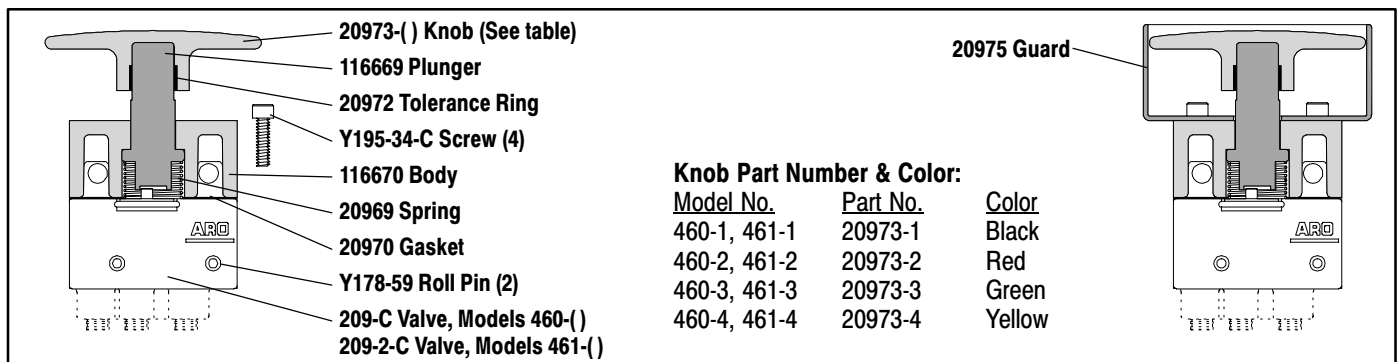 20973-( ) Knob (See table)
116669 Plunger
20972 Tolerance Ring
Y195-34-C Screw (4)
116670 Body
20969 Spring
20970 Gasket
Y178-59 Roll Pin (2)
209-C Valve, Models 460-( )
209-2-C Valve, Models 461-( )
ARO
Knob Part Number & Color:
Model No. Part No. Color
460-1, 461-1 20973-1 Black
460-2, 461-2 20973-2 Red
460-3, 461-3 20973-3 Green
460-4, 461-4 20973-4 Yellow
20975 Guard
ARO